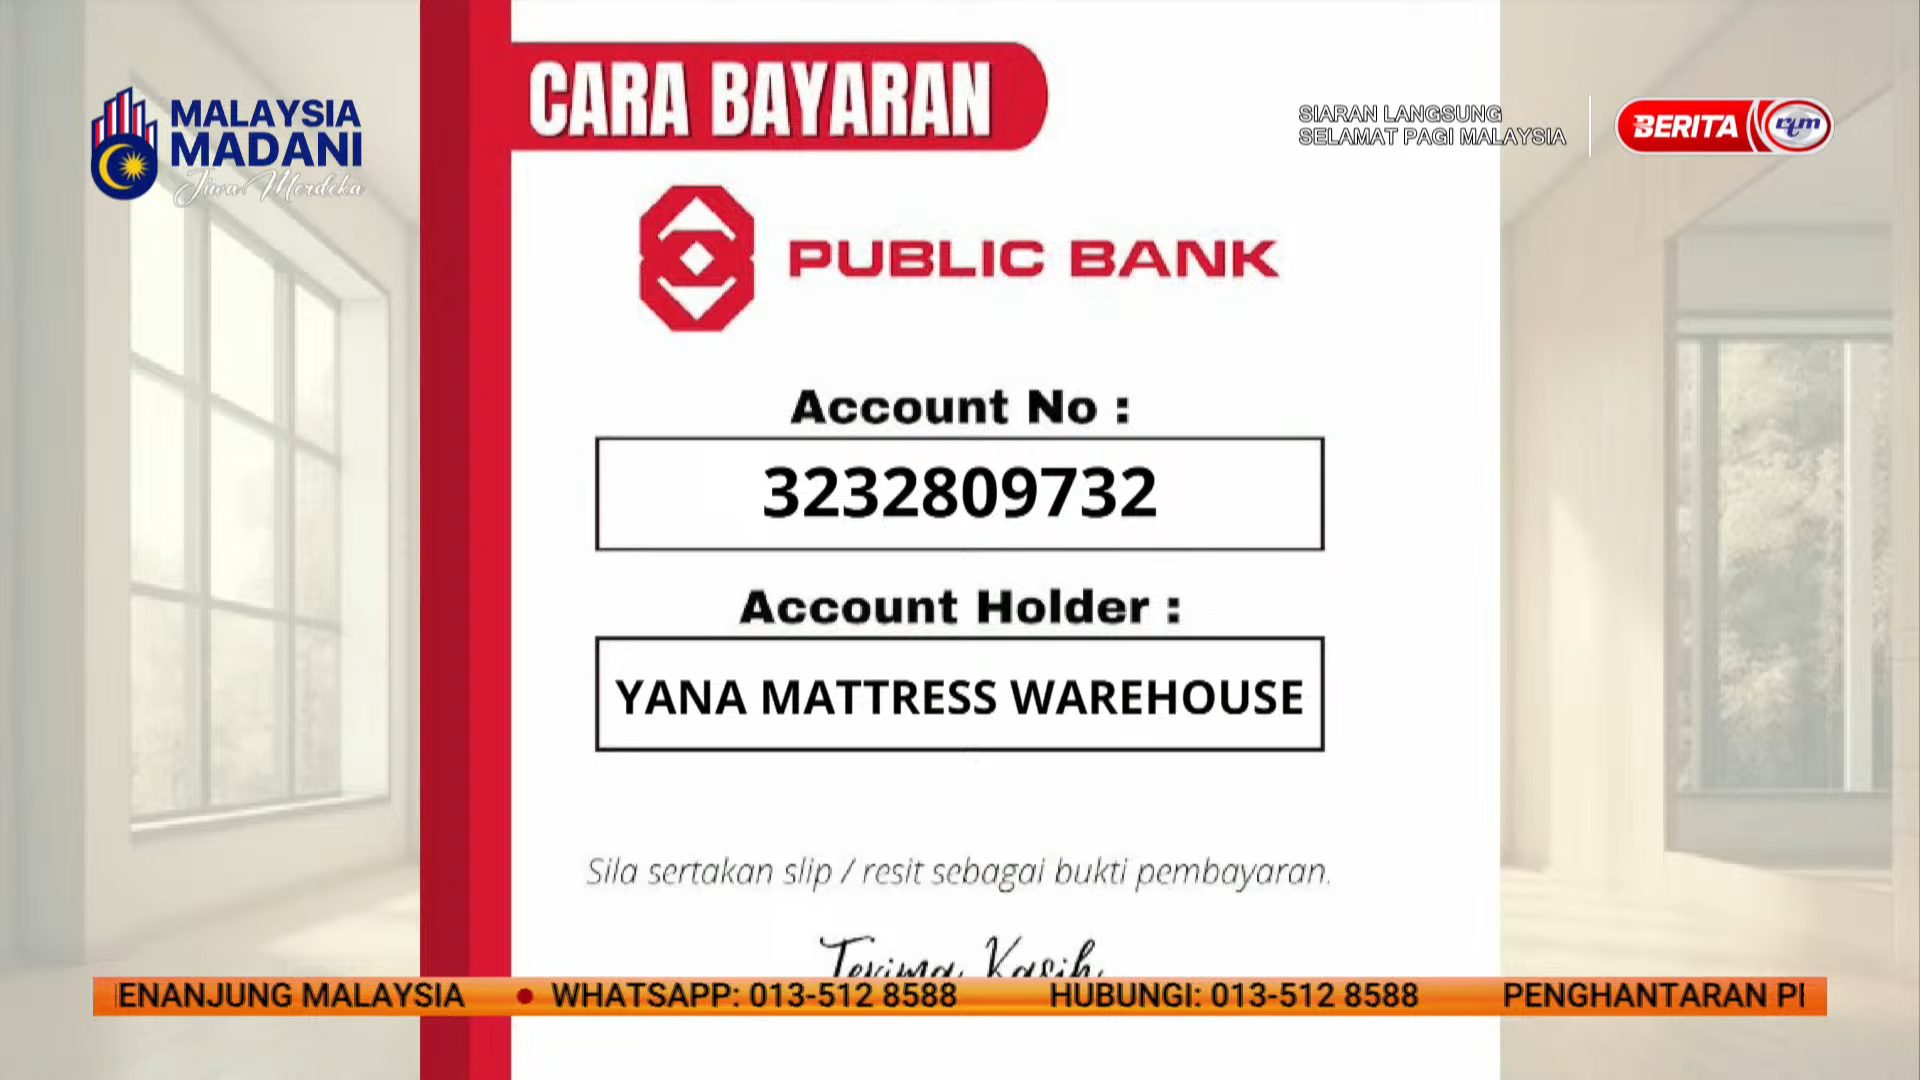 CARA BAYARAN
MALAYSIA
MADANI
Jiwa Merdeka
SIARAN LANGSUNG
SELAMAT PAGI MALAYSIA
BERITA rtm
PUBLIC BANK
Account No :
3232809732
Account Holder :
YANA MATTRESS WAREHOUSE
Sila sertakan slip / resit sebagai bukti pembayaran.
Terima Kasih
ENANJUNG MALAYSIA • WHATSAPP: 013-512 8588 HUBUNGI: 013-512 8588 PENGHANTARAN